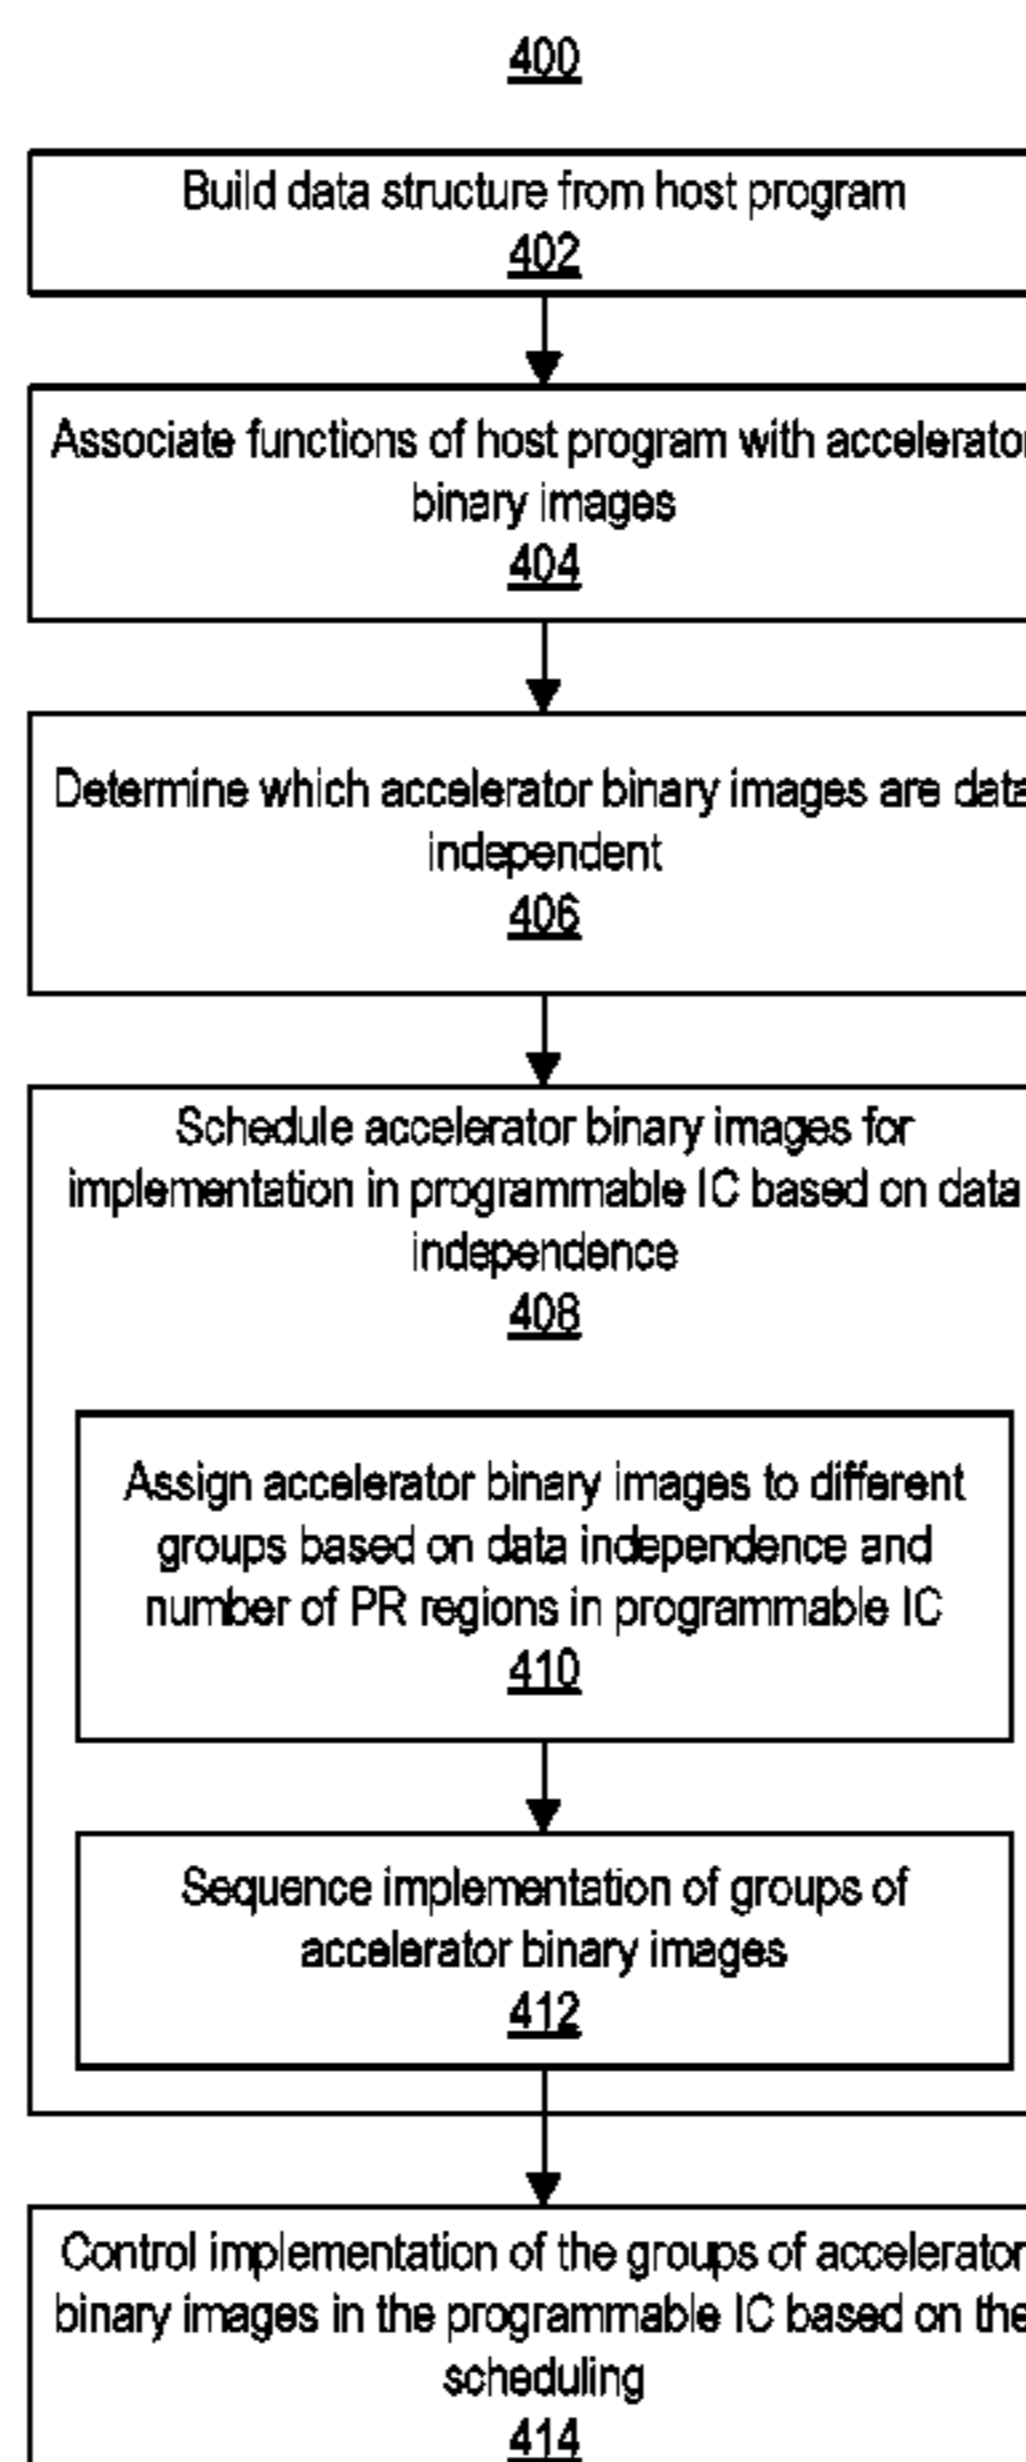 400
Build data structure from host program
402
Associate functions of host program with accelerator
binary images
404
Determine which accelerator binary images are data
independent
406
Schedule accelerator binary images for
implementation in programmable IC based on data
independence
408
Assign accelerator binary images to different
groups based on data independence and
number of PR regions in programmable IC
410
Sequence implementation of groups of
accelerator binary images
412
Control implementation of the groups of accelerator
binary images in the programmable IC based on the
scheduling
414